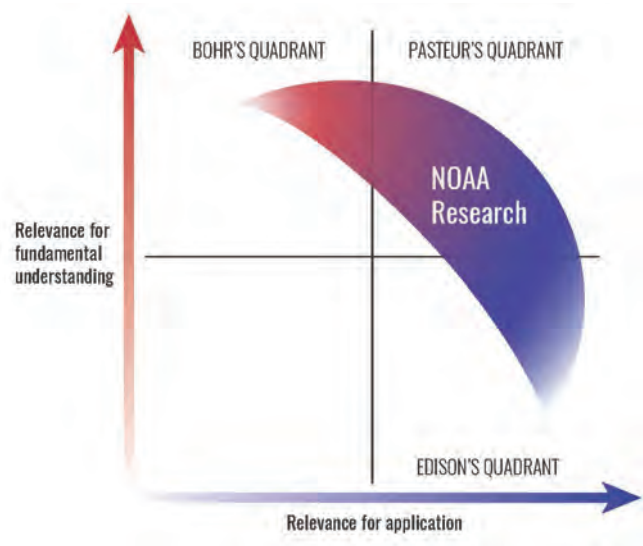 BOHR'S QUADRANT
PASTEUR'S QUADRANT
NOAA
Research
Relevance for
fundamental
understanding
EDISON'S QUADRANT
Relevance for application